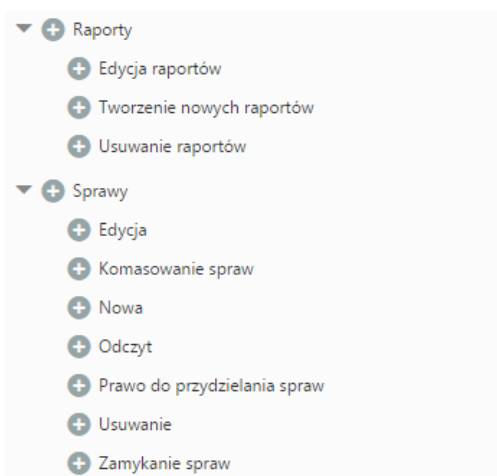 Raporty
Edycja raportów
Tworzenie nowych raportów
Usuwanie raportów
Sprawy
Edycja
Komasowanie spraw
Nowa
Odczyt
Prawo do przydzielania spraw
Usuwanie
Zamykanie spraw